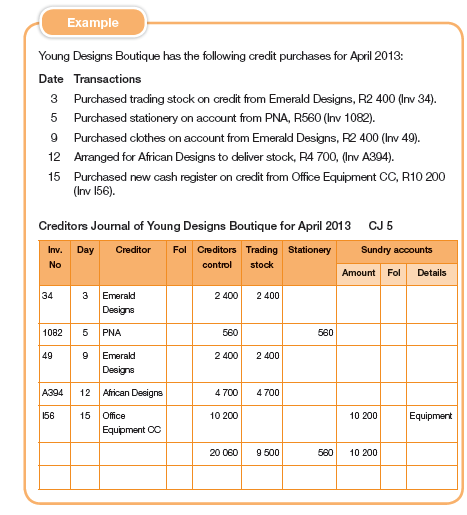 Example
Young Designs Boutique has the following credit purchases for April 2013:
Date Transactions
3 Purchased trading stock on credit from Emerald Designs, R2 400 (Inv 34).
5 Purchased stationery on account from PNA, R560 (Inv 1082).
9 Purchased clothes on account from Emerald Designs, R2 400 (Inv 49).
12 Arranged for African Designs to deliver stock, R4 700, (Inv A394).
15 Purchased new cash register on credit from Office Equipment CC, R10 200
(Inv I56).
Creditors Journal of Young Designs Boutique for April 2013 CJ 5
Inv. Day Creditor Fol Creditors Trading Stationery Sundry accounts
No control stock
Amount Fol Details
34 3 Emerald 2 400 2 400
Designs
1082 5 PNA 560 560
49 9 Emerald 2 400 2 400
Designs
A394 12 African Designs 4 700 4 700
I56 15 Office 10 200 10 200 Equipment
Equipment CC
20 060 9 500 560 10 200